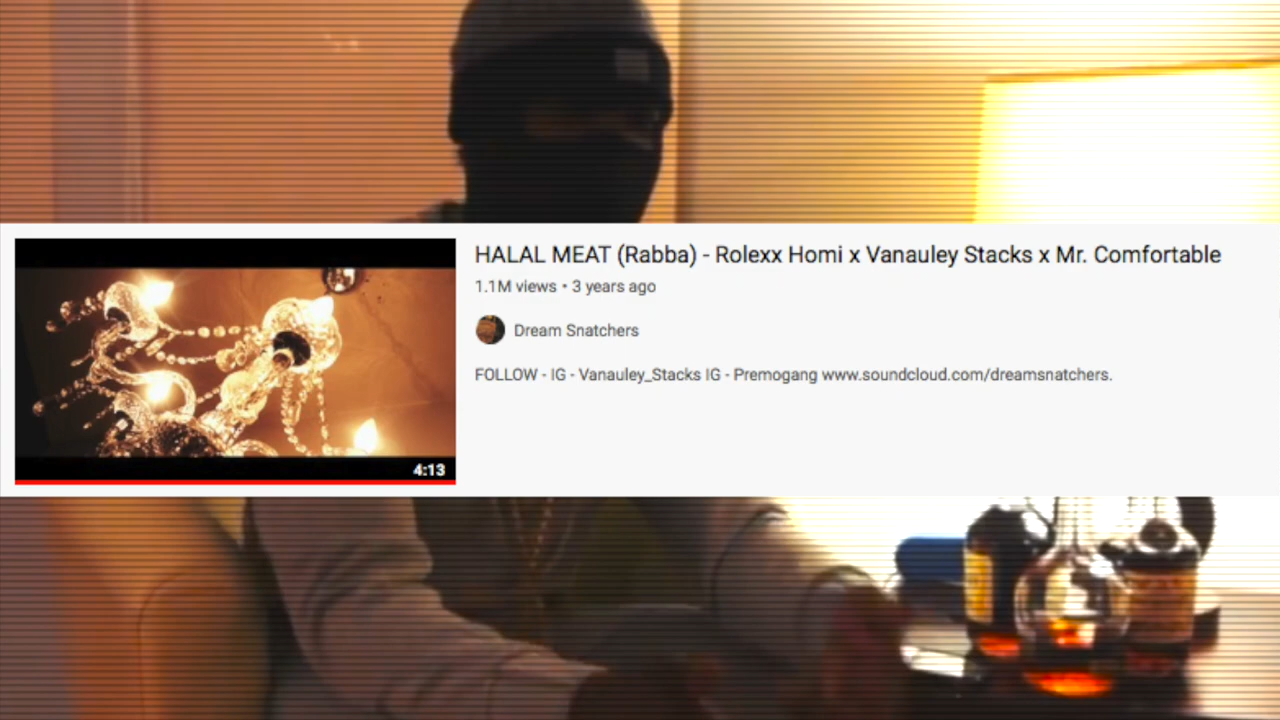 HALAL MEAT (Rabba) - Rolexx Homi x Vanauley Stacks x Mr. Comfortable
1.1M views • 3 years ago
Dream Snatchers
FOLLOW - IG - Vanauley_Stacks IG - Premogang www.soundcloud.com/dreamsnatchers.
4:13